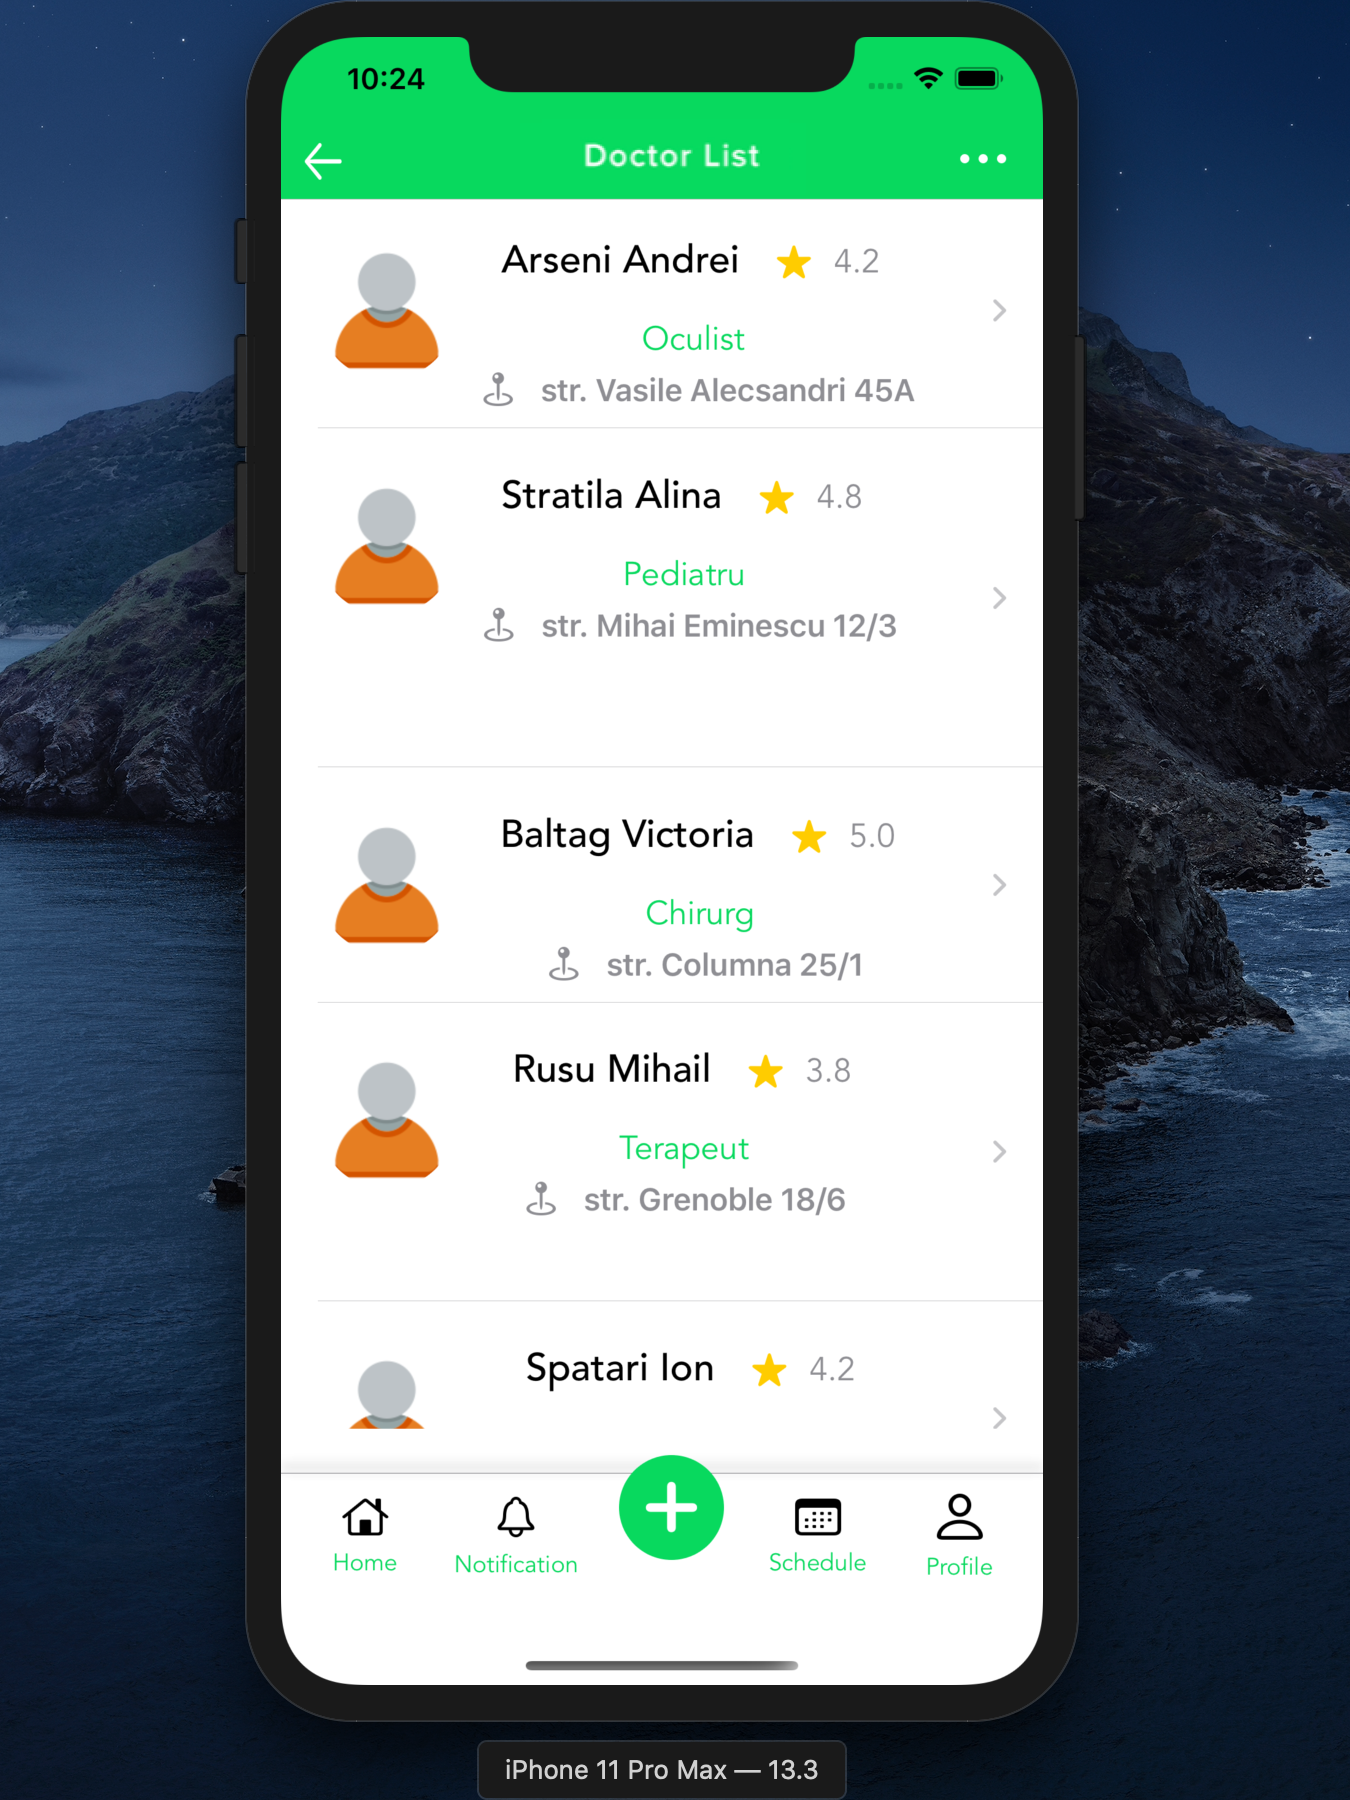 10:24
Doctor List
Arseni Andrei 4.2
Oculist
str. Vasile Alecsandri 45A
Stratila Alina 4.8
Pediatru
str. Mihai Eminescu 12/3
Baltag Victoria 5.0
Chirurg
str. Columna 25/1
Rusu Mihail 3.8
Terapeut
str. Grenoble 18/6
Spatari Ion 4.2
Home Notification Schedule Profile
iPhone 11 Pro Max — 13.3